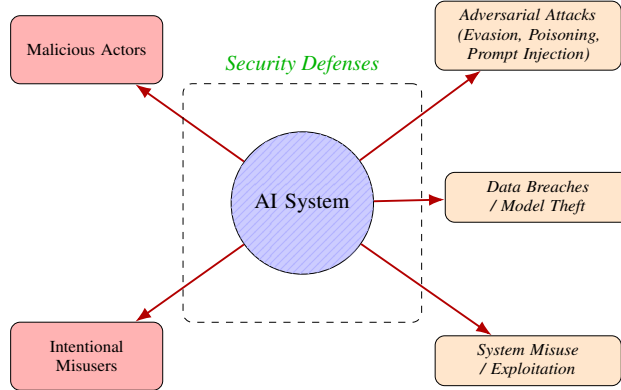 Malicious Actors
Adversarial Attacks
(Evasion, Poisoning,
Prompt Injection)
Security Defenses
AI System
Data Breaches
/ Model Theft
Intentional
Misusers
System Misuse
/ Exploitation